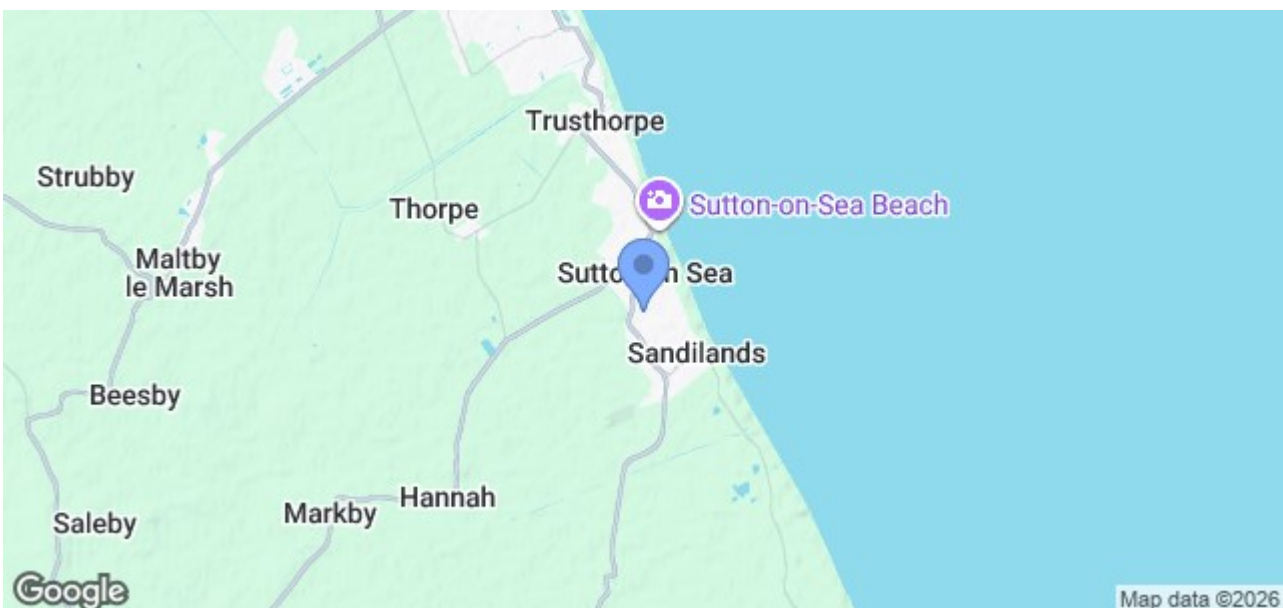 Trusthorpe
Strubby
Sutton-on-Sea Beach
Thorpe
Maltby
le Marsh
Sutto n Sea
Sandilands
Beesby
Hannah
Markby
Saleby
Google
Map data ©2026